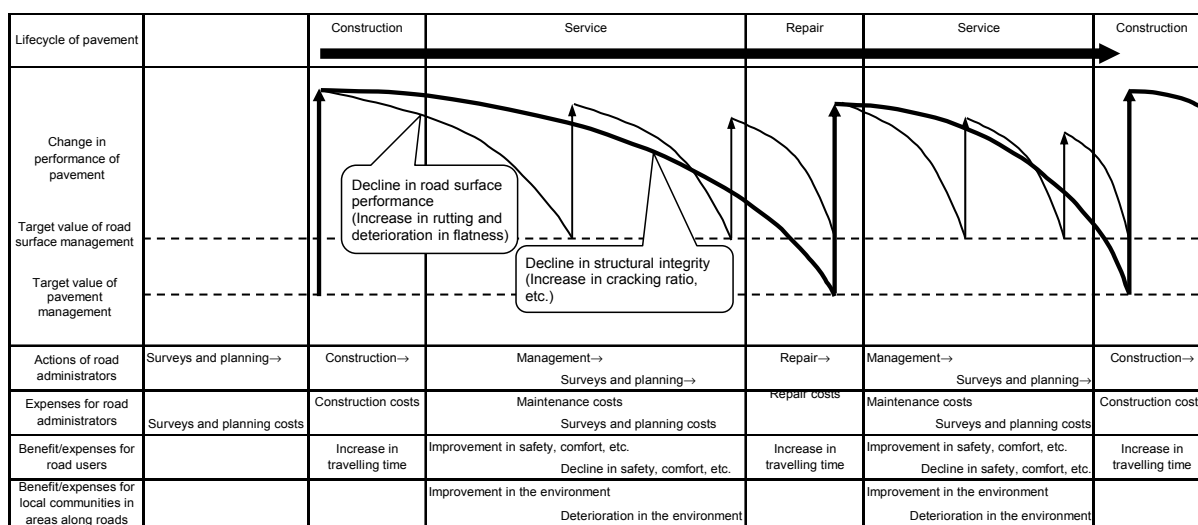 Lifecycle of pavement
Construction
Service
Repair
Service
Construction
Change in
performance of
pavement
Target value of road
surface management
Target value of
pavement
management
Decline in road surface
performance
(Increase in rutting and
deterioration in flatness)
Decline in structural integrity
(Increase in cracking ratio,
etc.)
Actions of road
administrators
Surveys and planning→
Construction→
Management→
Surveys and planning→
Repair→
Management→
Surveys and planning→
Construction→
Expenses for road
administrators
Surveys and planning costs
Construction costs
Maintenance costs
Surveys and planning costs
Repair costs
Maintenance costs
Surveys and planning costs
Construction cost
Benefit/expenses for
road users
Increase in
travelling time
Improvement in safety, comfort, etc.
Decline in safety, comfort, etc.
Increase in
travelling time
Improvement in safety, comfort, etc.
Decline in safety, comfort, etc.
Increase in
travelling time
Benefit/expenses for
local communities in
areas along roads
Improvement in the environment
Deterioration in the environment
Improvement in the environment
Deterioration in the environment